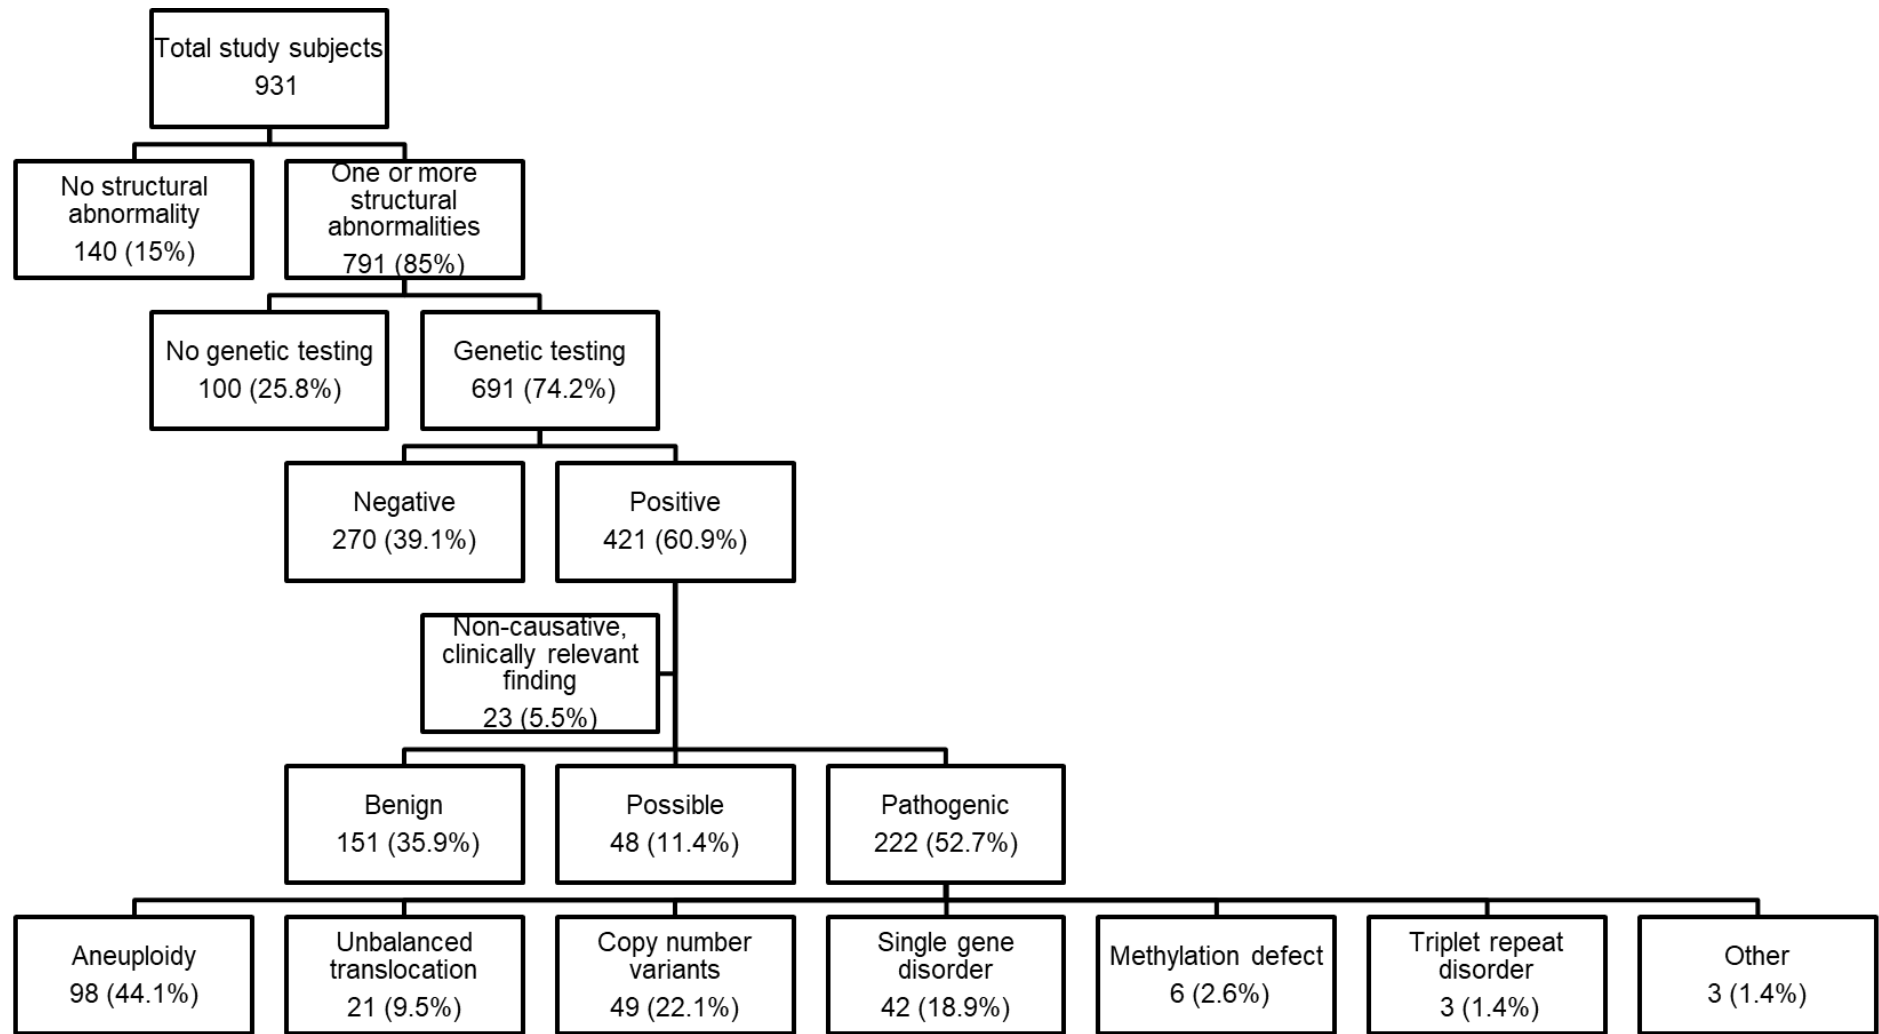 Total study subjects
931
No structural
abnormality
140 (15%)
One or more
structural
abnormalities
791 (85%)
No genetic testing
100 (25.8%)
Genetic testing
691 (74.2%)
Negative
270 (39.1%)
Positive
421 (60.9%)
Non-causative,
clinically relevant
finding
23 (5.5%)
Benign
151 (35.9%)
Possible
48 (11.4%)
Pathogenic
222 (52.7%)
Aneuploidy
98 (44.1%)
Unbalanced
translocation
21 (9.5%)
Copy number
variants
49 (22.1%)
Single gene
disorder
42 (18.9%)
Methylation defect
6 (2.6%)
Triplet repeat
disorder
3 (1.4%)
Other
3 (1.4%)